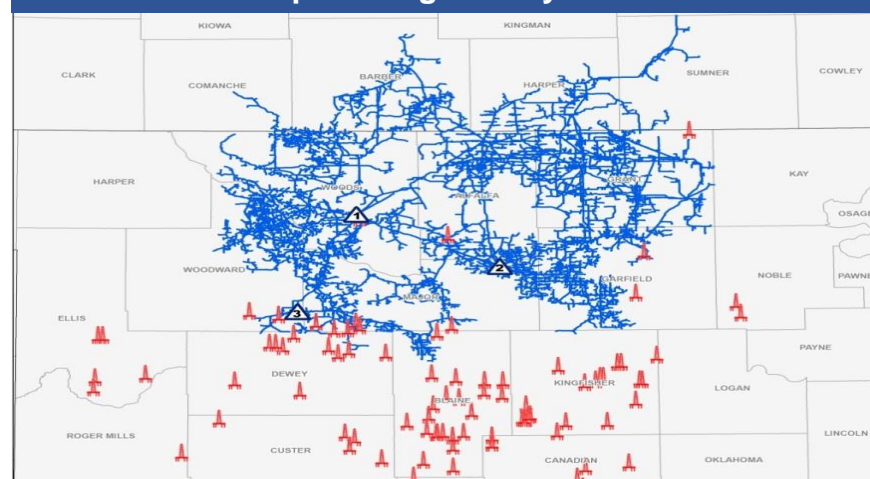 KIOWA
KINGMAN
CLARK
COMANCHE
BARBER
HARPER
SUMNER
COWLEY
HARPER
WOODS
ALFALFA
GRANT
KAY
OSAGE
1
2
3
WOODWARD
MAJOR
GARFIELD
NOBLE
PAWNE
ELLIS
DEWEY
BLAINE
KINGFISHER
PAYNE
LOGAN
ROGER MILLS
CUSTER
CANADIAN
OKLAHOMA
LINCOLN